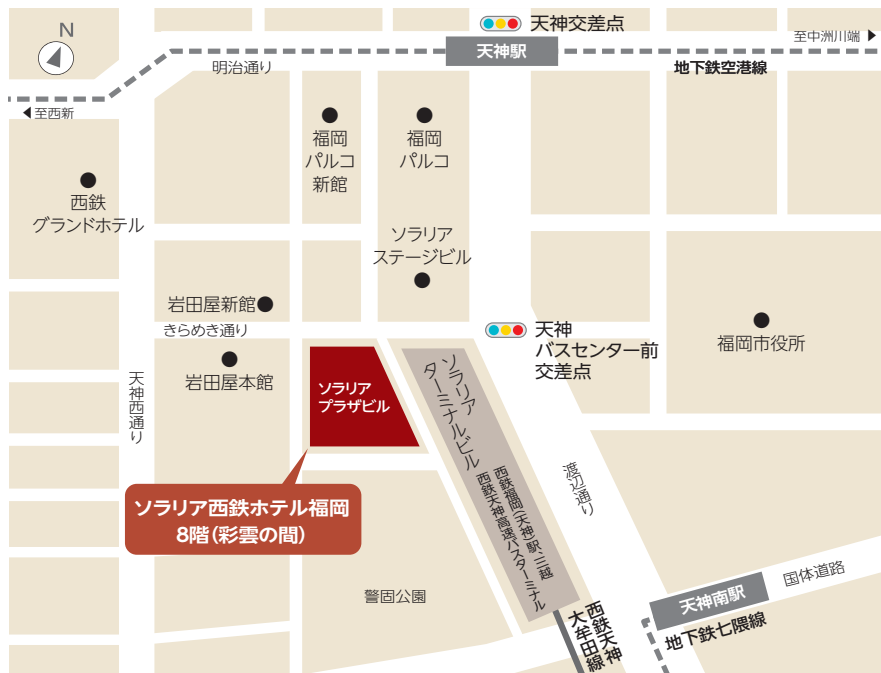 N
天神交差点
天神駅
至中洲川端
明治通り
地下鉄空港線
至西新
福岡
パルコ
新館
福岡
パルコ
西鉄
グランドホテル
ソラリア
ステージビル
岩田屋新館
きらめき通り
天神
バスセンター前
交差点
福岡市役所
岩田屋本館
天神西通り
ソラリア
プラザビル
ソラリア
ターミナルビル
西鉄福岡(天神)駅、三越
西鉄天神高速バスターミナル
渡辺通り
ソラリア西鉄ホテル福岡
8階(彩雲の間)
警固公園
国体道路
天神南駅
地下鉄七隈線
西鉄天神
大牟田線